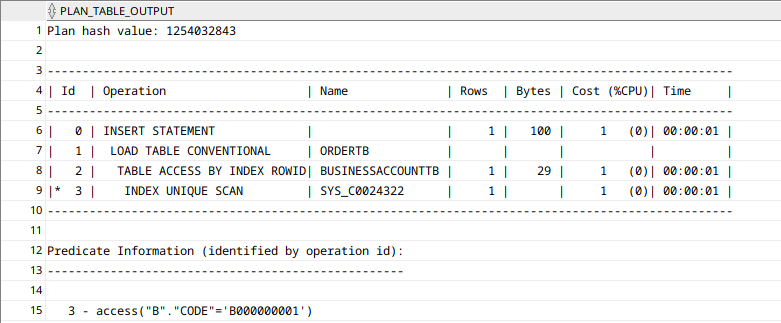 PLAN_TABLE_OUTPUT
1 Plan hash value: 1254032843
2
3 ---------------------------------------------------------------------------------------------------
4 | Id  | Operation                    | Name              | Rows  | Bytes | Cost (%CPU)| Time     |
5 ---------------------------------------------------------------------------------------------------
6 |   0 | INSERT STATEMENT             |                   |     1 |   100 |     1   (0)| 00:00:01 |
7 |   1 |  LOAD TABLE CONVENTIONAL     | ORDERTB           |       |       |            |          |
8 |   2 |   TABLE ACCESS BY INDEX ROWID| BUSINESSACCOUNTTB |     1 |    29 |     1   (0)| 00:00:01 |
9 |*  3 |    INDEX UNIQUE SCAN         | SYS_C0024322      |     1 |       |     1   (0)| 00:00:01 |
10 ---------------------------------------------------------------------------------------------------
11
12 Predicate Information (identified by operation id):
13 ---------------------------------------------------
14
15    3 - access("B"."CODE"='B000000001')